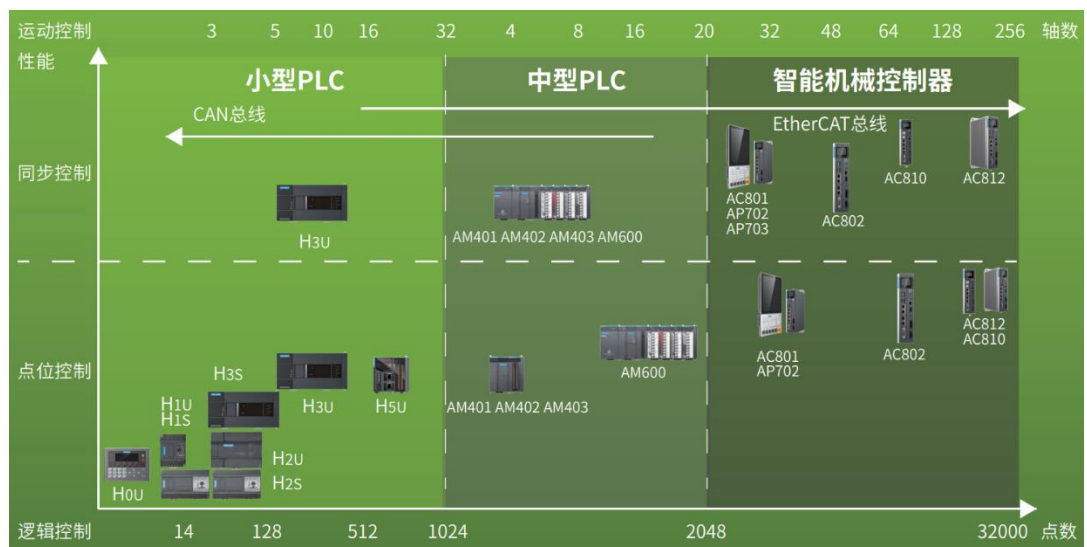 运动控制 3 5 10 16 32 4 8 16 20 32 48 64 128 256 轴数
性能
小型PLC 中型PLC 智能机械控制器
CAN总线
EtherCAT总线
同步控制
H3U
AM401 AM402 AM403 AM600
AC801
AP702
AP703
AC802
AC810
AC812
点位控制
H0U
H1U
H1S
H3S
H2U
H2S
H3U
H5U
AM401 AM402 AM403
AM600
AC801
AP702
AC802
AC812
AC810
逻辑控制 14 128 512 1024 2048 32000 点数